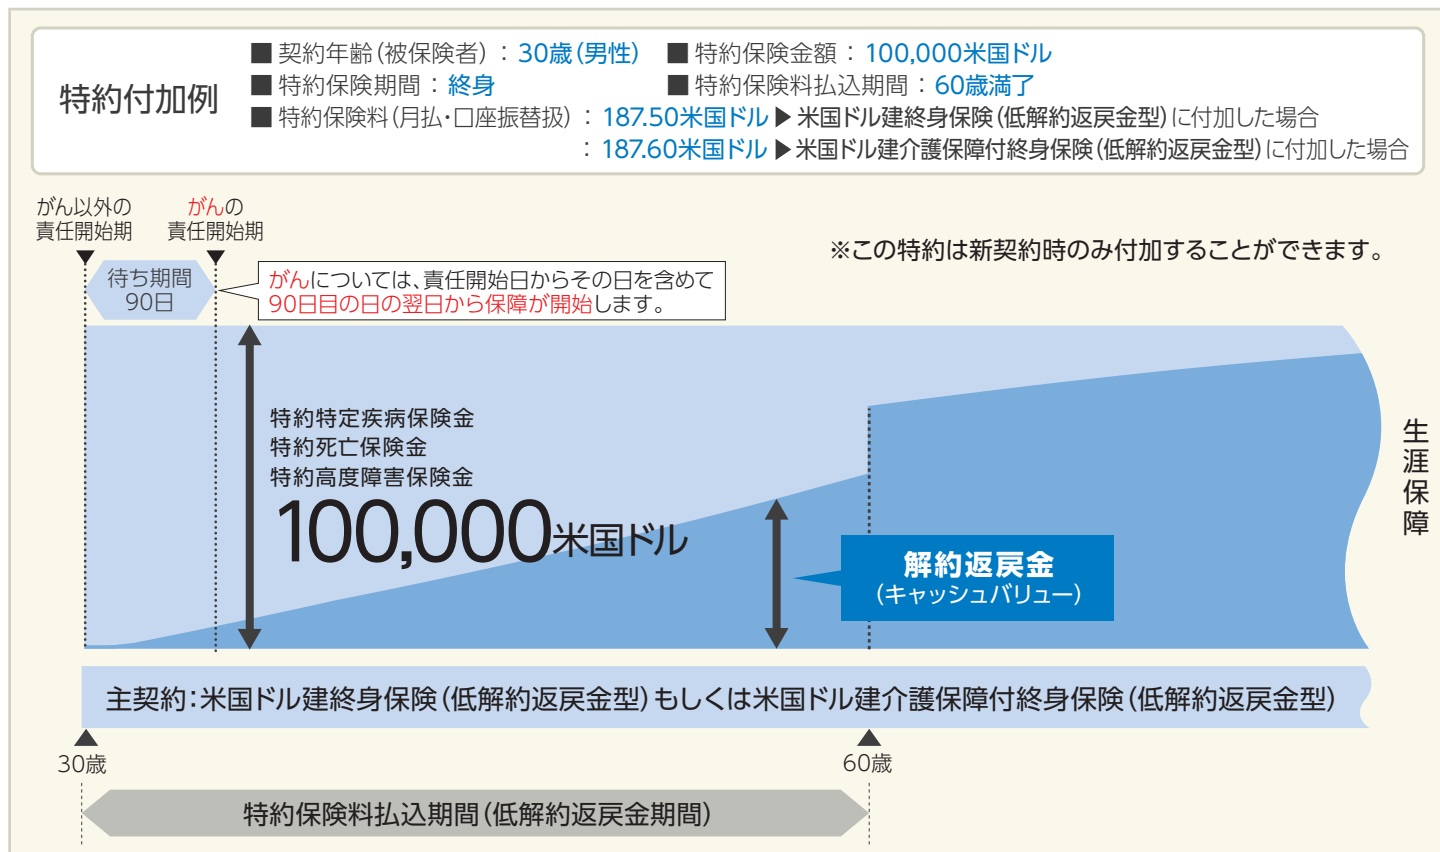 特約付加例
■ 契約年齢(被保険者):30歳(男性) ■ 特約保険金額:100,000米国ドル
■ 特約保険期間:終身 ■ 特約保険料払込期間:60歳満了
■ 特約保険料(月払・口座振替扱):187.50米国ドル▶米国ドル建終身保険(低解約返戻金型)に付加した場合
:187.60米国ドル▶米国ドル建介護保障付終身保険(低解約返戻金型)に付加した場合
がん以外の
責任開始期
がんの
責任開始期
※この特約は新契約時のみ付加することができます。
待ち期間
90日
がんについては、責任開始日からその日を含めて
90日目の日の翌日から保障が開始します。
特約特定疾病保険金
特約死亡保険金
特約高度障害保険金
100,000米国ドル
解約返戻金
(キャッシュバリュー)
生涯保障
主契約:米国ドル建終身保険(低解約返戻金型)もしくは米国ドル建介護保障付終身保険(低解約返戻金型)
30歳
60歳
特約保険料払込期間(低解約返戻金期間)